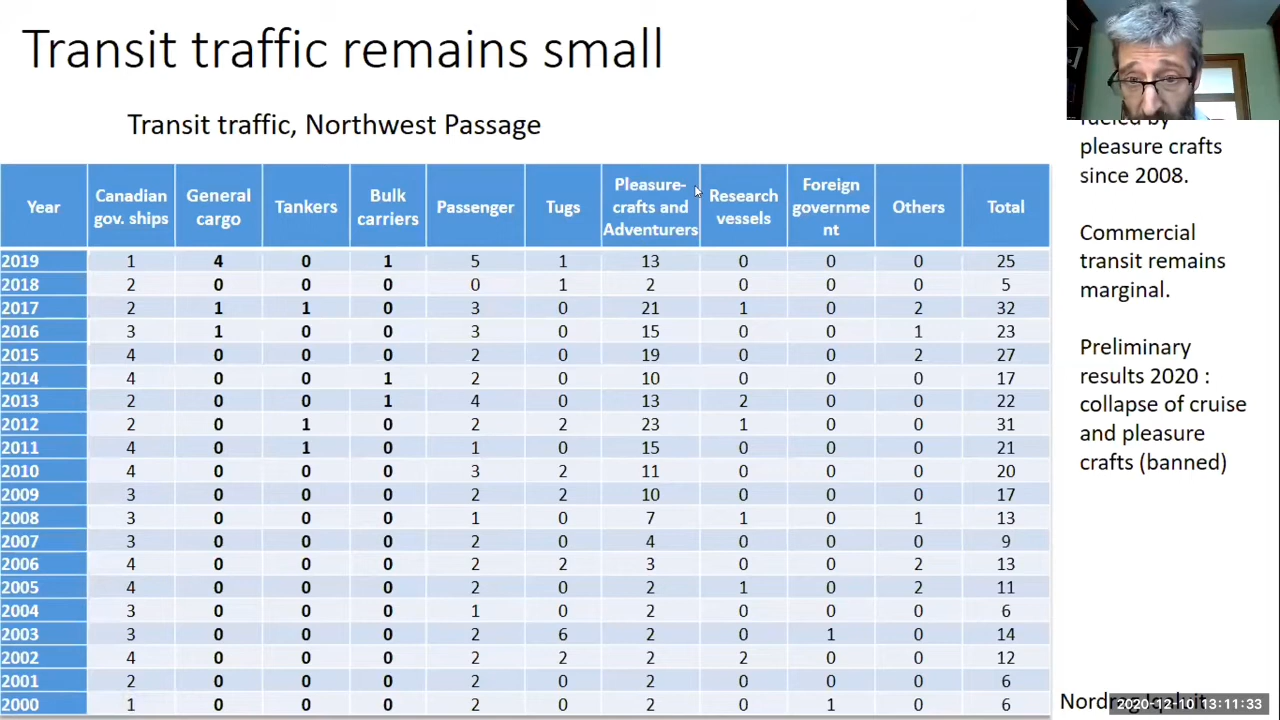 Transit traffic remains small
Transit traffic, Northwest Passage
Year Canadian gov. ships General cargo Tankers Bulk carriers Passenger Tugs Pleasure-crafts and Adventurers Research vessels Foreign government Others Total
2019 1 4 0 1 5 1 13 0 0 0 25
2018 2 0 0 0 0 1 2 0 0 0 5
2017 2 1 1 0 3 0 21 1 0 2 32
2016 3 1 0 0 3 0 15 0 0 1 23
2015 4 0 0 0 2 0 19 0 0 2 27
2014 4 0 0 1 2 0 10 0 0 0 17
2013 2 0 0 1 4 0 13 2 0 0 22
2012 2 0 1 0 2 2 23 1 0 0 31
2011 4 0 1 0 1 0 15 0 0 0 21
2010 4 0 0 0 3 2 11 0 0 0 20
2009 3 0 0 0 2 2 10 0 0 0 17
2008 3 0 0 0 1 0 7 1 0 1 13
2007 3 0 0 0 2 0 4 0 0 0 9
2006 4 0 0 0 2 2 3 0 0 2 13
2005 4 0 0 0 2 0 2 1 0 2 11
2004 3 0 0 0 1 0 2 0 0 0 6
2003 3 0 0 0 2 6 2 0 1 0 14
2002 4 0 0 0 2 2 2 2 0 0 12
2001 2 0 0 0 2 0 2 0 0 0 6
2000 1 0 0 0 2 0 2 0 1 0 6
fueled by
pleasure crafts
since 2008.
Commercial
transit remains
marginal.
Preliminary
results 2020 :
collapse of cruise
and pleasure
crafts (banned)
2020-12-10 13:11:33